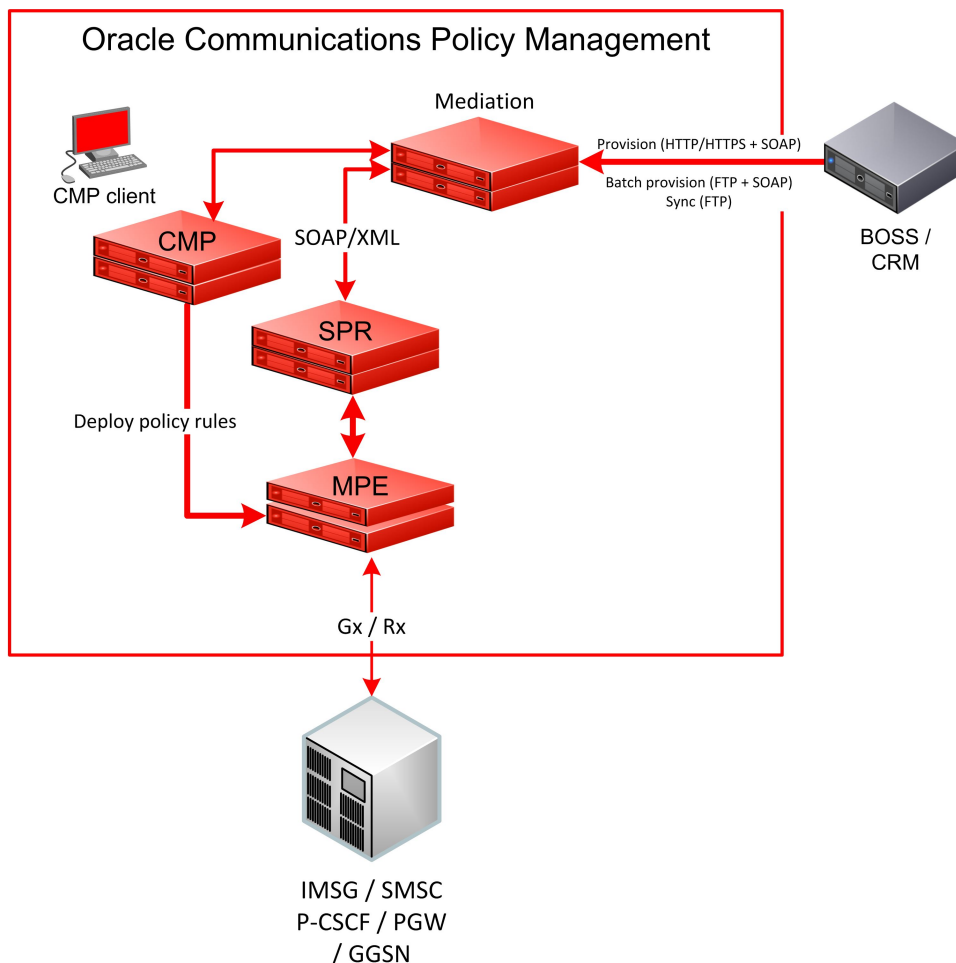 Oracle Communications Policy Management
Mediation
Provision (HTTP/HTTPS + SOAP)
Batch provision (FTP + SOAP)
Sync (FTP)
CMP client
BOSS /
CRM
CMP
SOAP/XML
SPR
Deploy policy rules
MPE
Gx / Rx
IMSG / SMSC
P-CSCF / PGW
/ GGSN